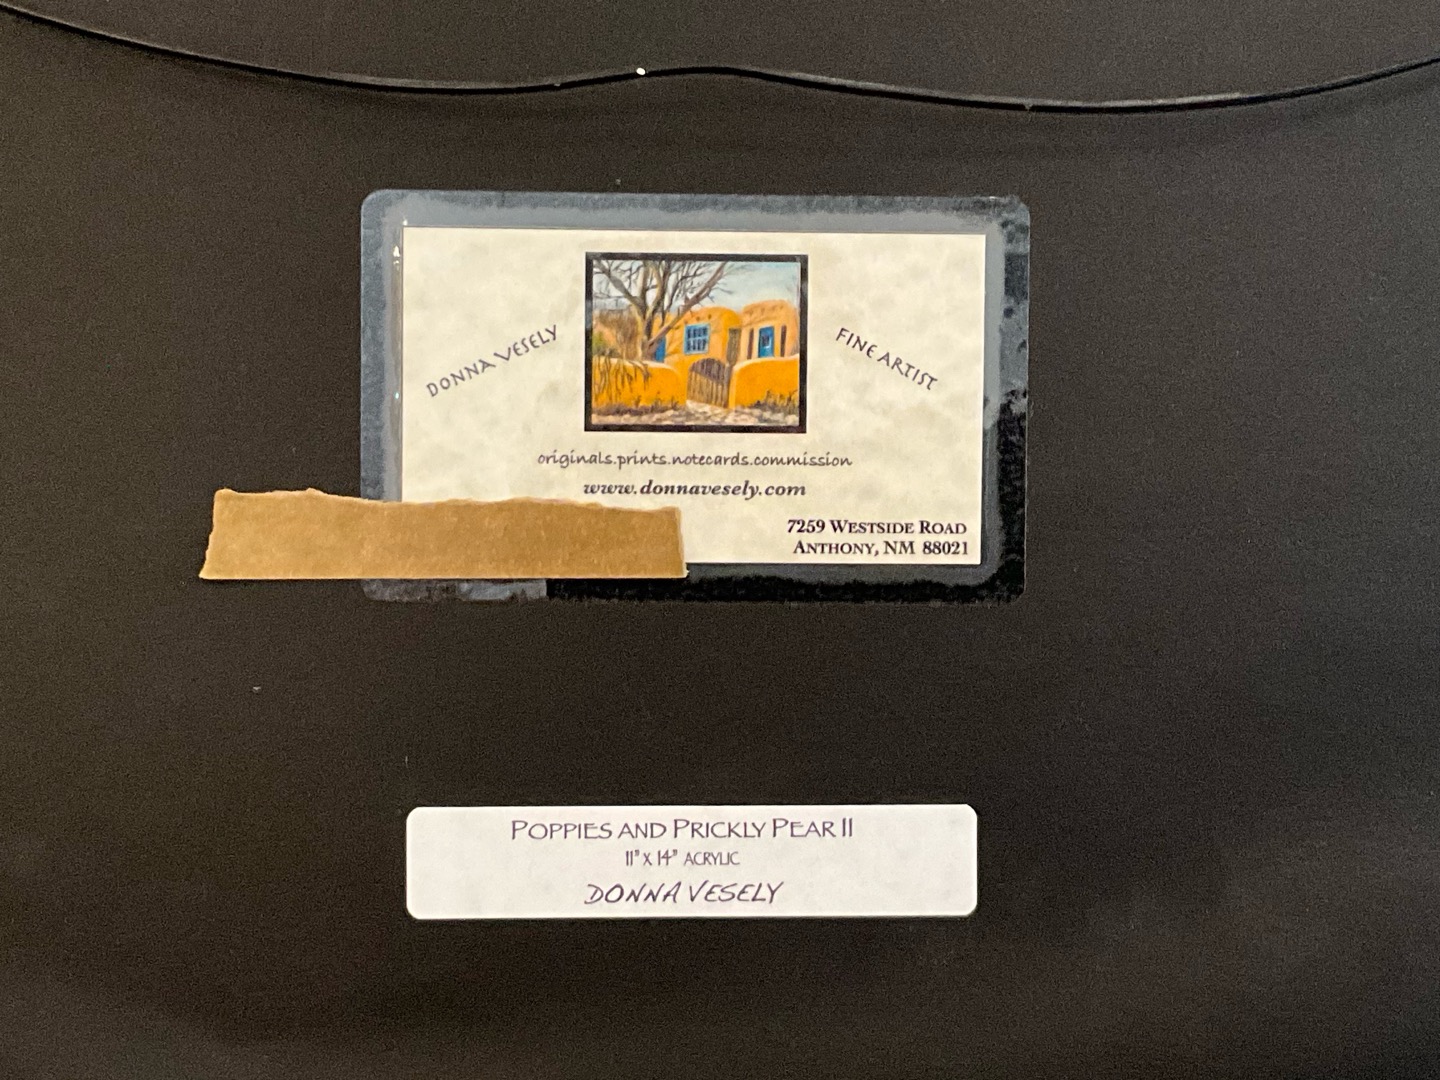 DONNA VESELY
FINE ARTIST
originals.prints.notecards.commission
www.donnavesely.com
7259 WESTSIDE ROAD
ANTHONY, NM 88021
POPPIES AND PRICKLY PEAR II
11" X 14" ACRYLIC
DONNA VESELY